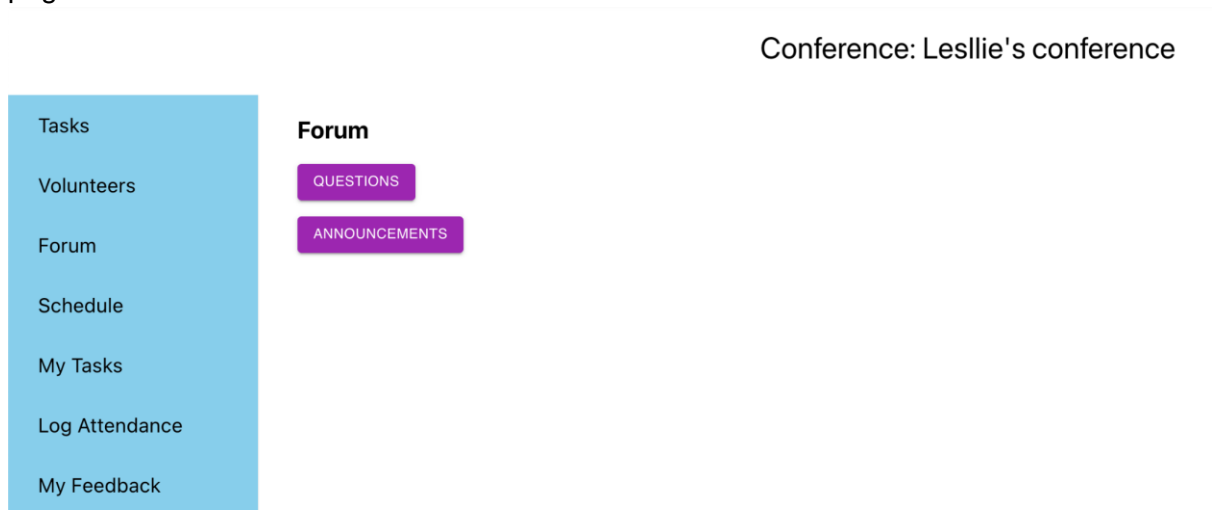 Conference: Lesllie's conference
Tasks
Volunteers
Forum
Schedule
My Tasks
Log Attendance
My Feedback
Forum
QUESTIONS
ANNOUNCEMENTS